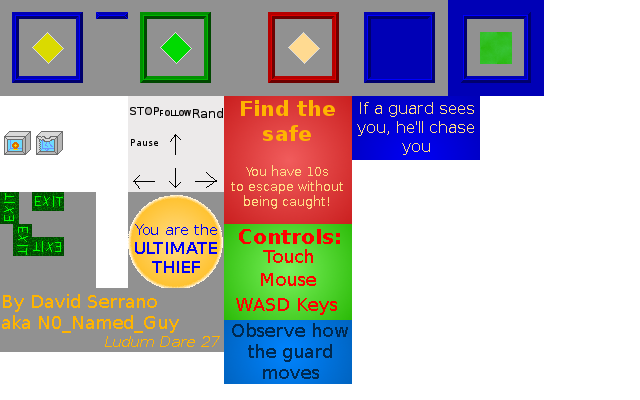 STOP FOLLOW Rand
Pause
Find the
safe
You have 10s
to escape without
being caught!
If a guard sees
you, he'll chase
you
EXIT
EXIT
EXIT
EXIT
You are the
ULTIMATE
THIEF
Controls:
Touch
Mouse
WASD Keys
By David Serrano
aka N0_Named_Guy
Ludum Dare 27
Observe how
the guard
moves